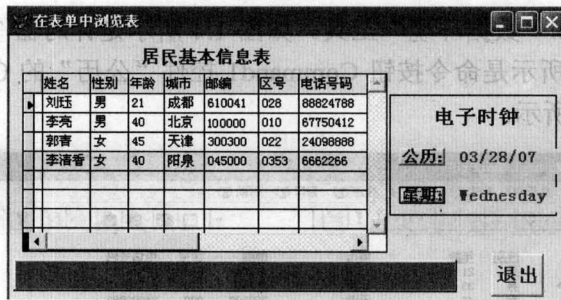 在表单中浏览表
居民基本信息表
姓名 性别 年龄 城市 邮编 区号 电话号码
刘珏 男 21 成都 610041 028 88824788
李亮 男 40 北京 100000 010 67750412
郭青 女 45 天津 300300 022 24098888
李清香 女 40 阳泉 045000 0353 6662266
电子时钟
公历: 03/28/07
星期: Wednesday
退出